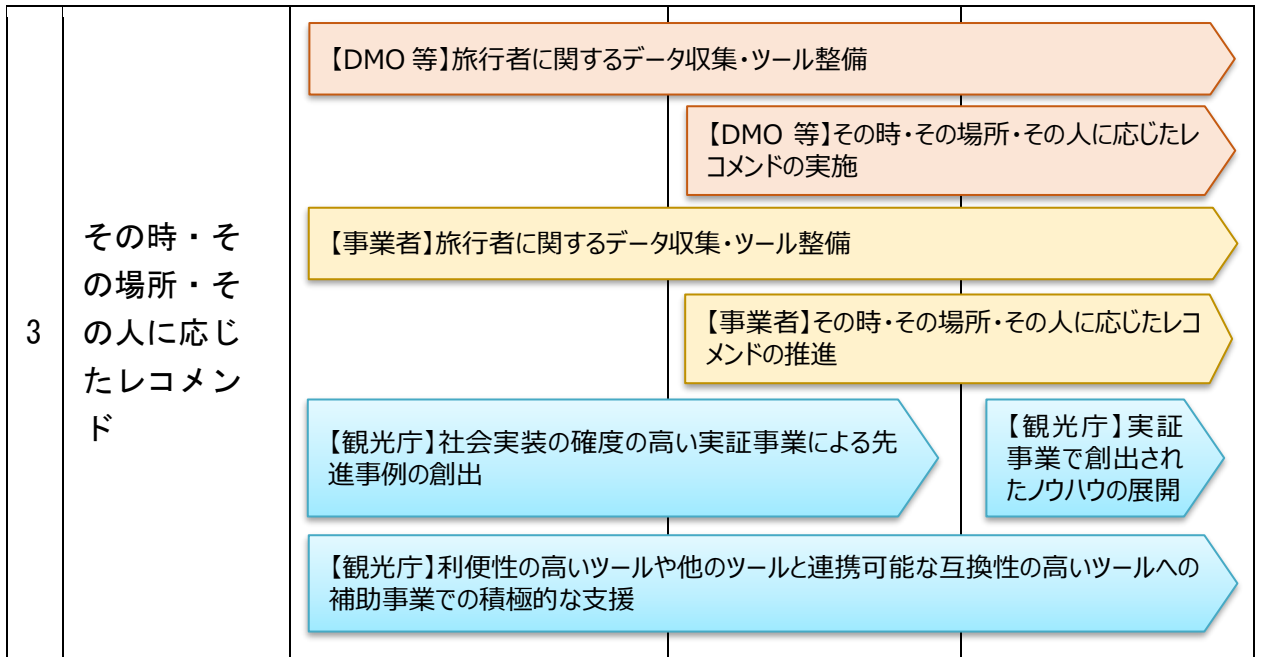 【DMO 等】旅行者に関するデータ収集・ツール整備
【DMO 等】その時・その場所・その人に応じたレ
コメンドの実施
3
その時・そ
の場所・そ
の人に応じ
たレコメン
ド
【事業者】旅行者に関するデータ収集・ツール整備
【事業者】その時・その場所・その人に応じたレコ
メンドの推進
【観光庁】社会実装の確度の高い実証事業による先
進事例の創出
【観光庁】実証
事業で創出され
たノウハウの展開
【観光庁】利便性の高いツールや他のツールと連携可能な互換性の高いツールへの
補助事業での積極的な支援